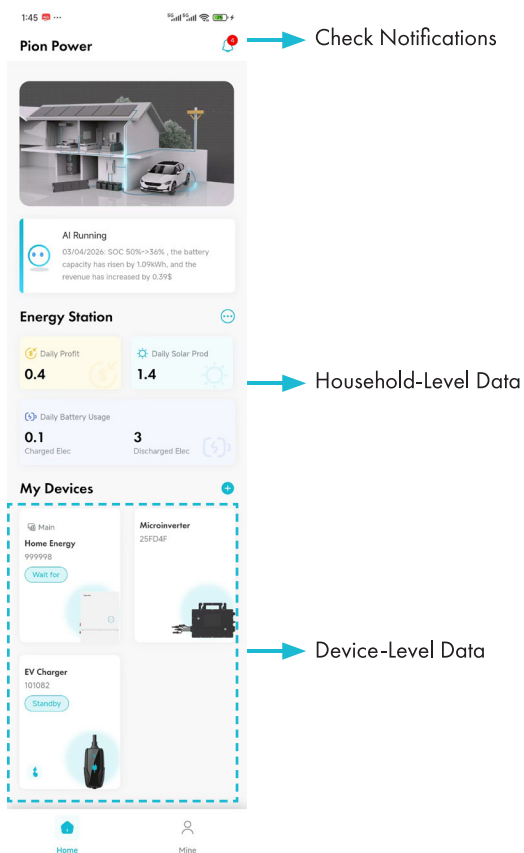 1:45 ···
5G 5G
Pion Power
4
Check Notifications
AI Running
03/04/2026: SOC 50%->36% , the battery
capacity has risen by 1.09kWh, and the
revenue has increased by 0.39$
Energy Station
Daily Profit
0.4
Daily Solar Prod
1.4
Household-Level Data
Daily Battery Usage
0.1
Charged Elec
3
Discharged Elec
My Devices
Main
Home Energy
999998
Wait for
Microinverter
25FD4F
Device-Level Data
EV Charger
101082
Standby
Home
Mine